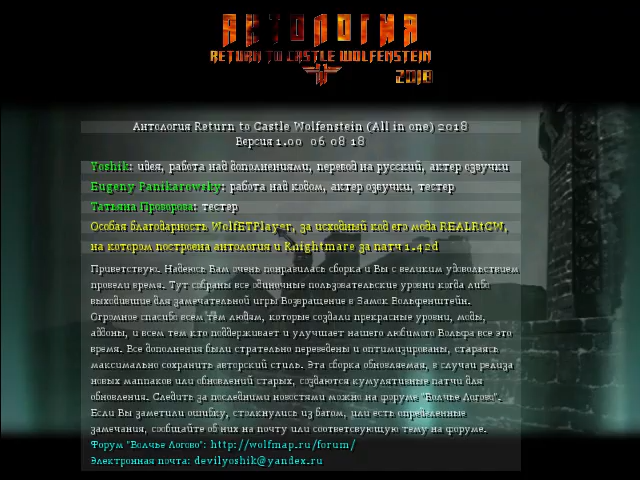 АНТОЛОГИЯ
RETURN TO CASTLE WOLFENSTEIN
2018
Антология Return to Castle Wolfenstein (All in one) 2018
Версия 1.00 06 08 18
Yoshik: идея, работа над дополнениями, перевод на русский, актер озвучки
Eugeny Panikarowsky: работа над кодом, актер озвучки, тестер
Татьяна Проворова: тестер
Особая благодарность WolfETPlayer, за исходный код его мода REALRtCW,
на котором построена антология и Knightmare за патч 1.42d
Приветствую. Надеюсь Вам очень понравилась сборка и Вы с великим удовольствием
провели время. Тут собраны все одиночные пользовательские уровни когда либо
выходившие для замечательной игры Возвращение в Замок Вольфенштейн.
Огромное спасибо всем тем людям, которые создали прекрасные уровни, моды,
аддоны, и всем тем кто поддерживает и улучшает нашего любимого Вольфа все это
время. Все дополнения были старательно переведены и оптимизированы, стараясь
максимально сохранить авторский стиль. Эта сборка обновляемая, в случаи релиза
новых маппаков или обновлений старых, создаются кумулятивные патчи для
обновления. Следить за последними новостями можно на форуме "Волчье Логово".
Если Вы заметили ошибку, столкнулись из багом, или есть определенные
замечания, сообщайте об них на почту или соответсвующую тему на форуме.
Форум "Волчье Логово": http://wolfmap.ru/forum/
Электронная почта: devilyoshik@yandex.ru